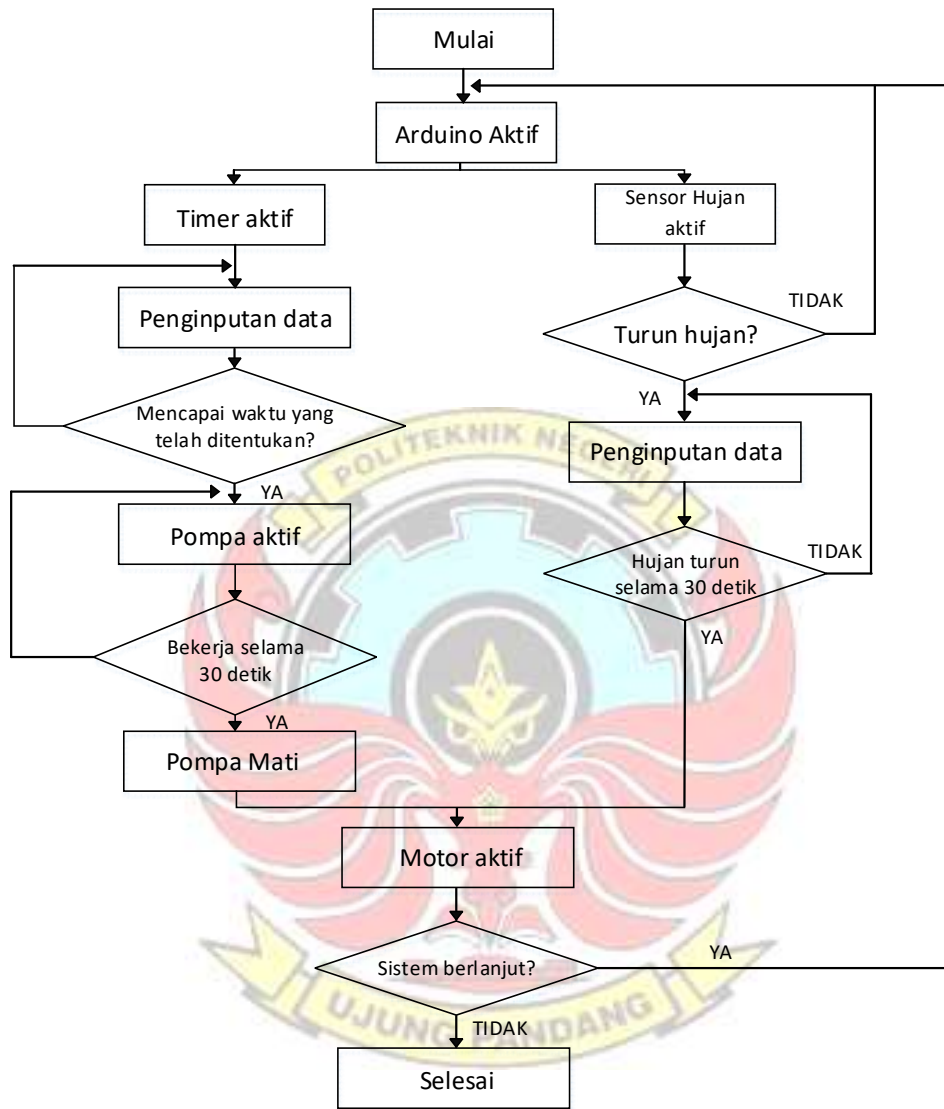 Mulai
Arduino Aktif
Timer aktif
Sensor Hujan
aktif
Penginputan data
TIDAK
Turun hujan?
Mencapai waktu yang
telah ditentukan?
YA
YA
Penginputan data
POLITEKNIK NEGERI
Pompa aktif
Hujan turun
selama 30 detik
TIDAK
YA
Bekerja selama
30 detik
YA
Pompa Mati
Motor aktif
Sistem berlanjut?
YA
UJUNG PANDANG
TIDAK
Selesai